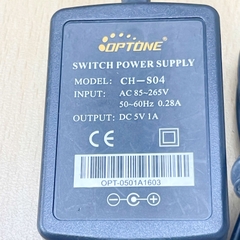 OPTONE
SWITCH POWER SUPPLY
MODEL: CH-S04
INPUT: AC 85~265V
50~60Hz 0.28A
OUTPUT: DC 5V 1A
CE
OPT-0501A1603